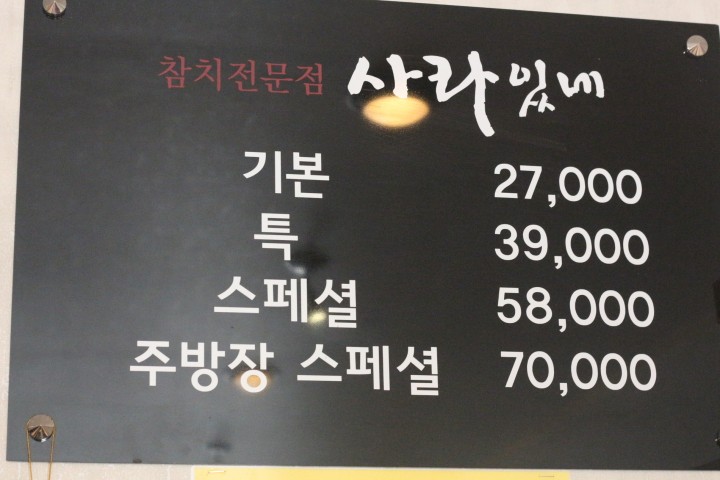 참치전문점 사라있네
기본 27,000
특 39,000
스페셜 58,000
주방장 스페셜 70,000